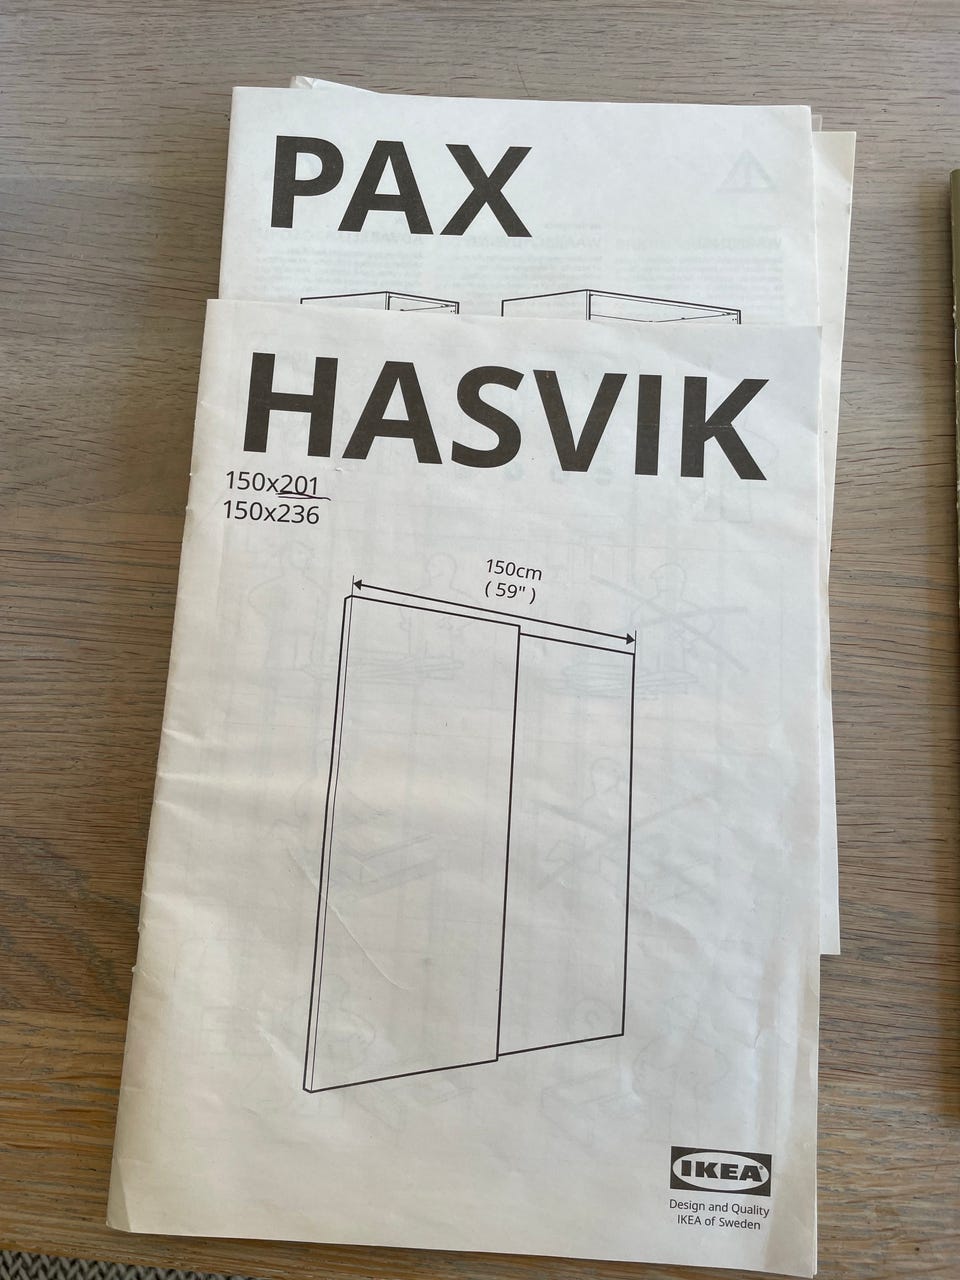 PAX
HASVIK
150x201
150x236
150cm
( 59" )
IKEA®
Design and Quality
IKEA of Sweden